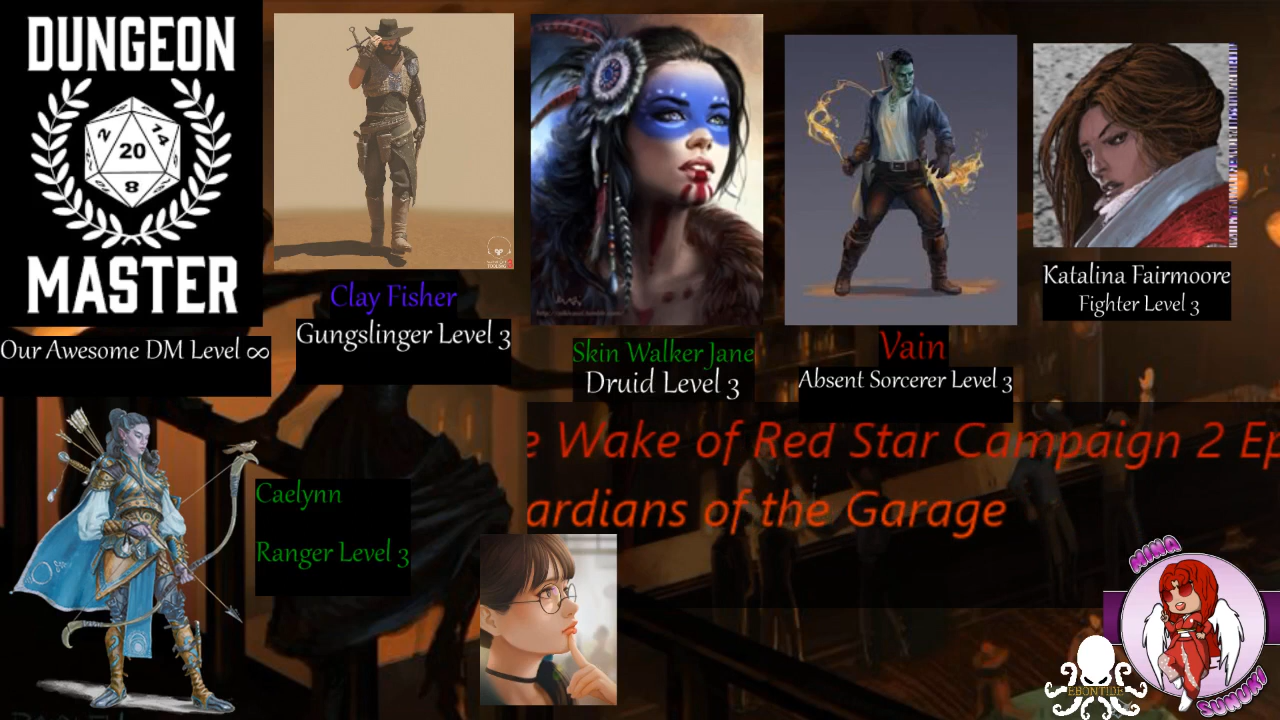 DUNGEON
2
14
20
8
MASTER
Our Awesome DM Level ∞
Clay Fisher
Gungslinger Level 3
Skin Walker Jane
Druid Level 3
Vain
Absent Sorcerer Level 3
Katalina Fairmoore
Fighter Level 3
Caelynn
Ranger Level 3
e Wake of Red Star Campaign 2 Ep
ardians of the Garage
EBONTIDE
MINA
SUZUKI